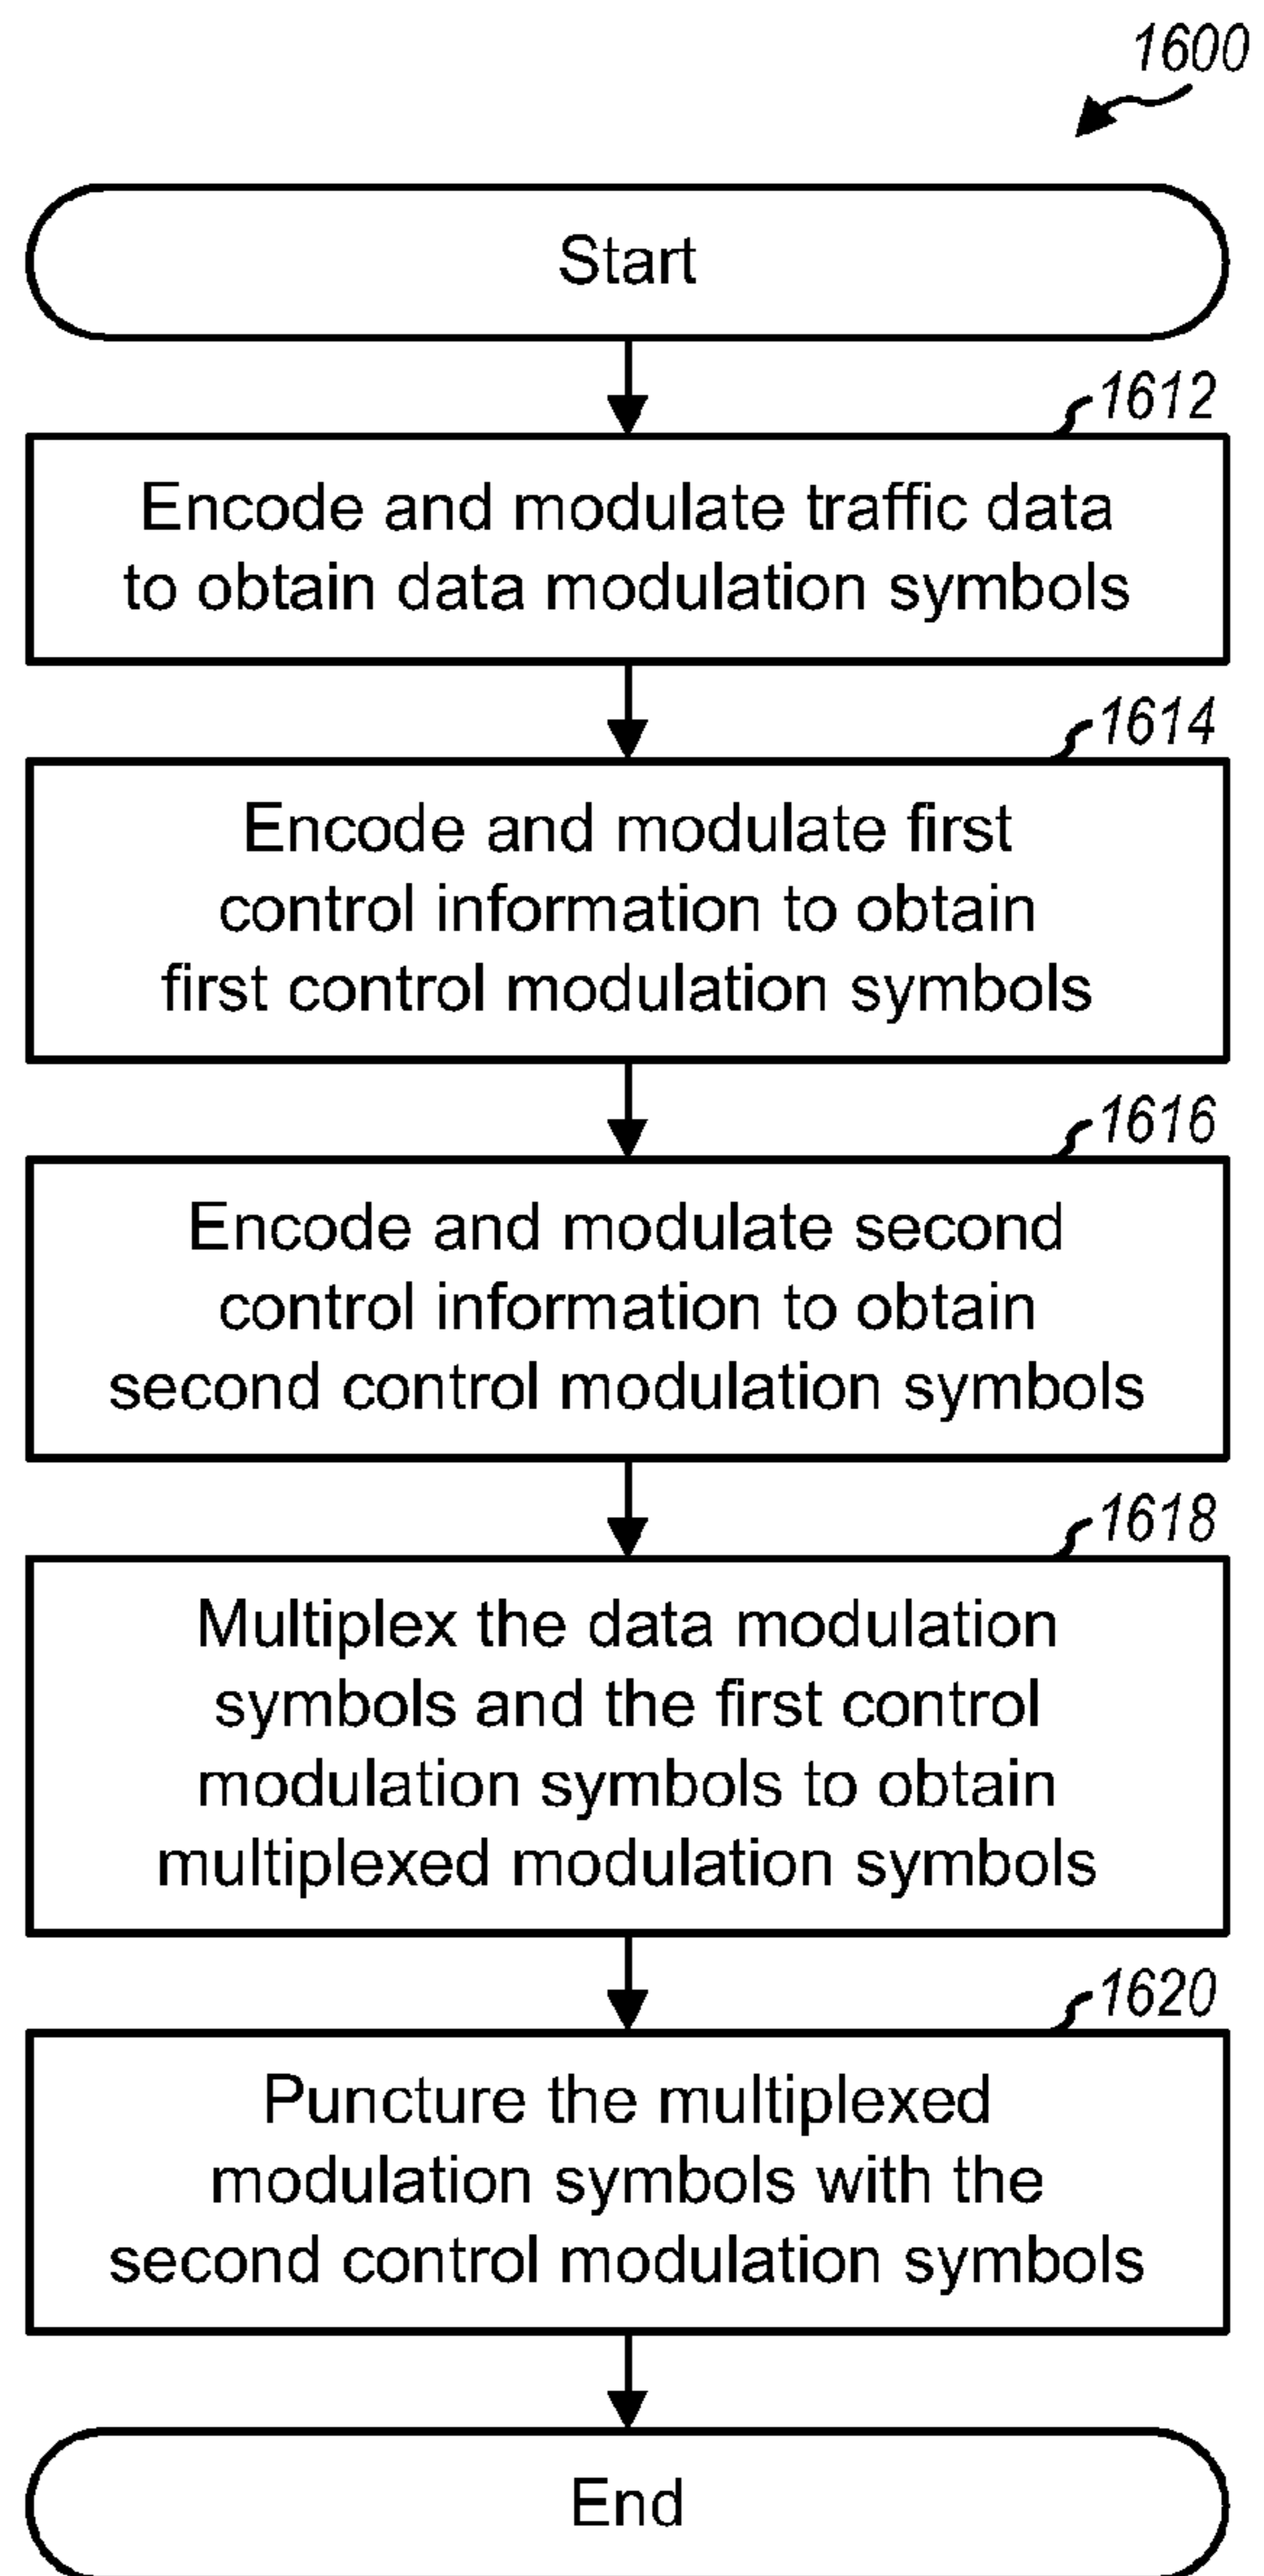 1600
Start
1612
Encode and modulate traffic data
to obtain data modulation symbols
1614
Encode and modulate first
control information to obtain
first control modulation symbols
1616
Encode and modulate second
control information to obtain
second control modulation symbols
1618
Multiplex the data modulation
symbols and the first control
modulation symbols to obtain
multiplexed modulation symbols
1620
Puncture the multiplexed
modulation symbols with the
second control modulation symbols
End